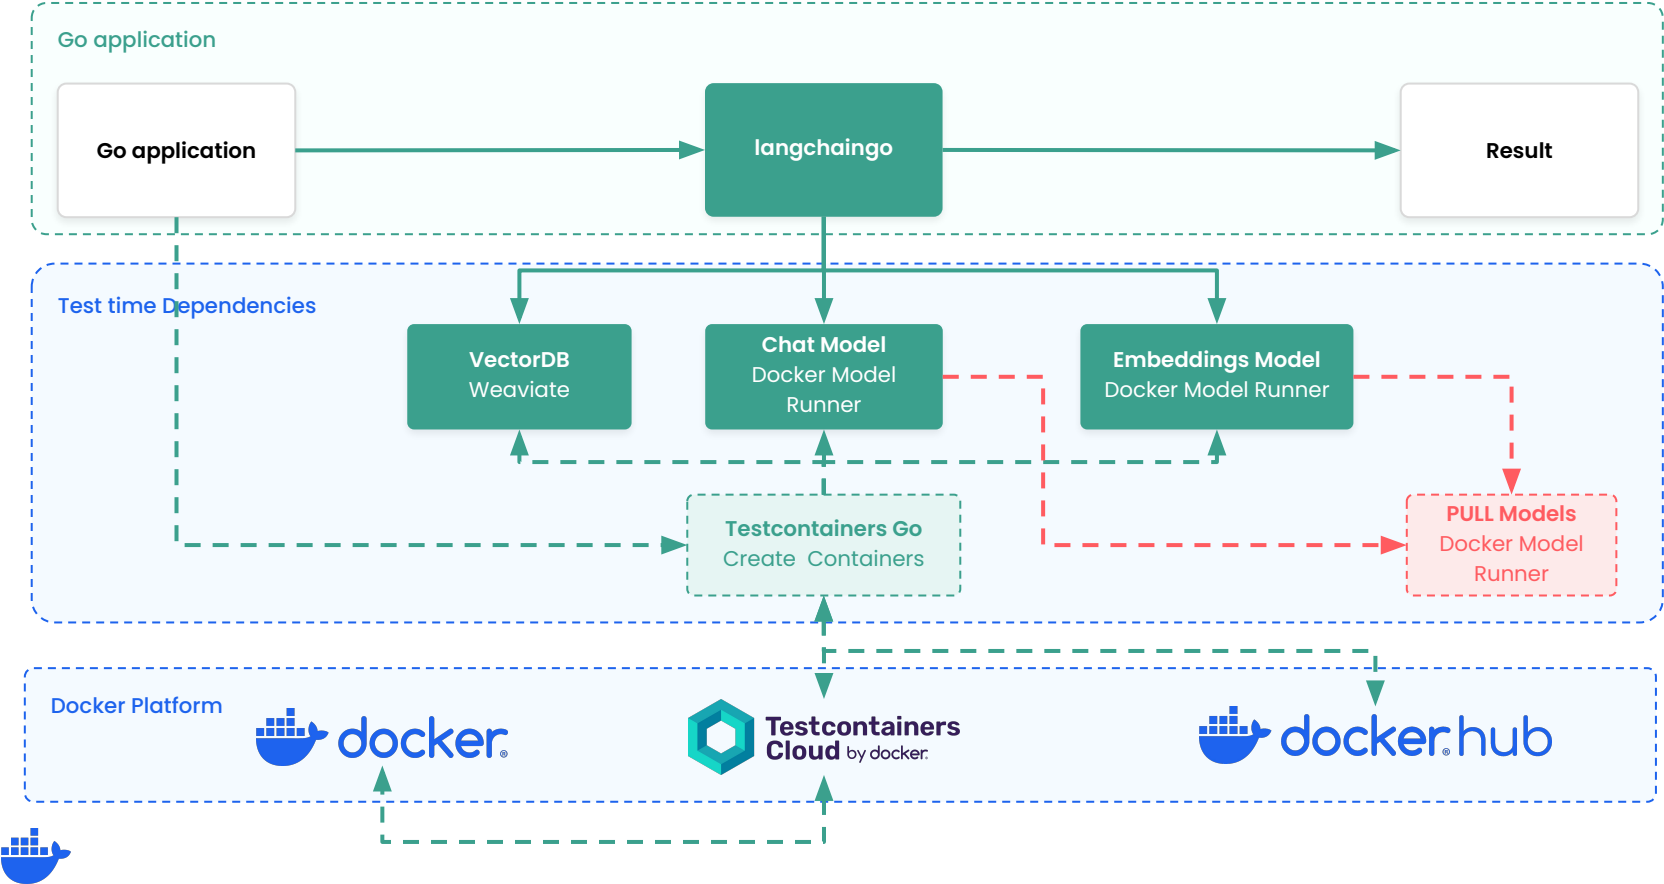 Go application
Go application
langchaingo
Result
Test time Dependencies
VectorDB
Weaviate
Chat Model
Docker Model
Runner
Embeddings Model
Docker Model Runner
Testcontainers Go
Create  Containers
PULL Models
Docker Model
Runner
Docker Platform
docker®
Testcontainers
Cloud by docker®
docker® hub